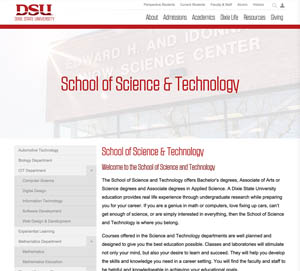 DSU
DIXIE STATE UNIVERSITY
Prospective Students Current Students Faculty & Staff Alumni Visitors
About Admissions Academics Dixie Life Resources Giving
EDWARD H. AND IDONNA
SNOW SCIENCE CENTER
School of Science & Technology
Automotive Technology
Biology Department
CIT Department
Computer Science
Digital Design
Information Technology
Software Development
Web Design & Development
Experiential Learning
Mathematics Department
Mathematics
Mathematics Education
School of Science & Technology
Welcome to the School of Science and Technology
The School of Science and Technology offers Bachelor's degrees, Associate of Arts or
Science degrees and Associate degrees in Applied Science. A Dixie State University
education provides real life experience through undergraduate research while preparing
you for your career. If you are a genius in math or computers, love fixing up cars, can't
get enough of science, or are simply interested in everything, then the School of Science
and Technology is where you belong.
Courses offered in the Science and Technology departments are well planned and
designed to give you the best education possible. Classes and laboratories will stimulate
not only your mind, but also your desire to learn and succeed. They will help you develop
the skills and knowledge you need in a career setting. You will find the faculty and staff to
be helpful and knowledgeable in achieving your educational goals.